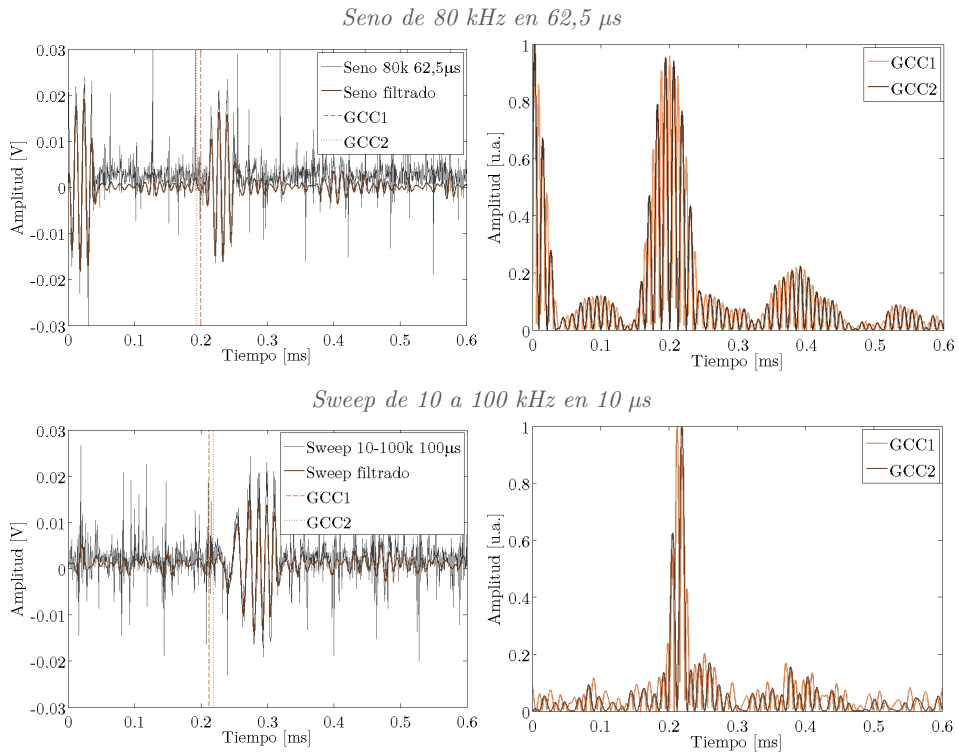 Seno de 80 kHz en 62,5 μs
0.03
0.02
0.01
0
-0.01
-0.02
-0.03
Amplitud [V]
0 0.1 0.2 0.3 0.4 0.5 0.6
Tiempo [ms]
Seno 80k 62,5μs
Seno filtrado
GCC1
GCC2
1
0.8
0.6
0.4
0.2
0
Amplitud [u.a.]
0 0.1 0.2 0.3 0.4 0.5 0.6
Tiempo [ms]
GCC1
GCC2
Sweep de 10 a 100 kHz en 10 μs
0.03
0.02
0.01
0
-0.01
-0.02
-0.03
Amplitud [V]
0 0.1 0.2 0.3 0.4 0.5 0.6
Tiempo [ms]
Sweep 10-100k 100μs
Sweep filtrado
GCC1
GCC2
1
0.8
0.6
0.4
0.2
0
Amplitud [u.a.]
0 0.1 0.2 0.3 0.4 0.5 0.6
Tiempo [ms]
GCC1
GCC2